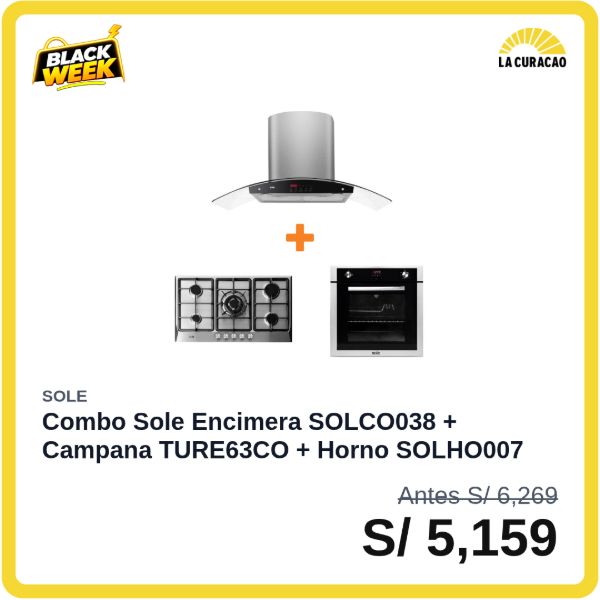 BLACK
WEEK
LA CURACAO
SOLE
Combo Sole Encimera SOLCO038 +
Campana TURE63CO + Horno SOLHO007
Antes S/ 6,269
S/ 5,159